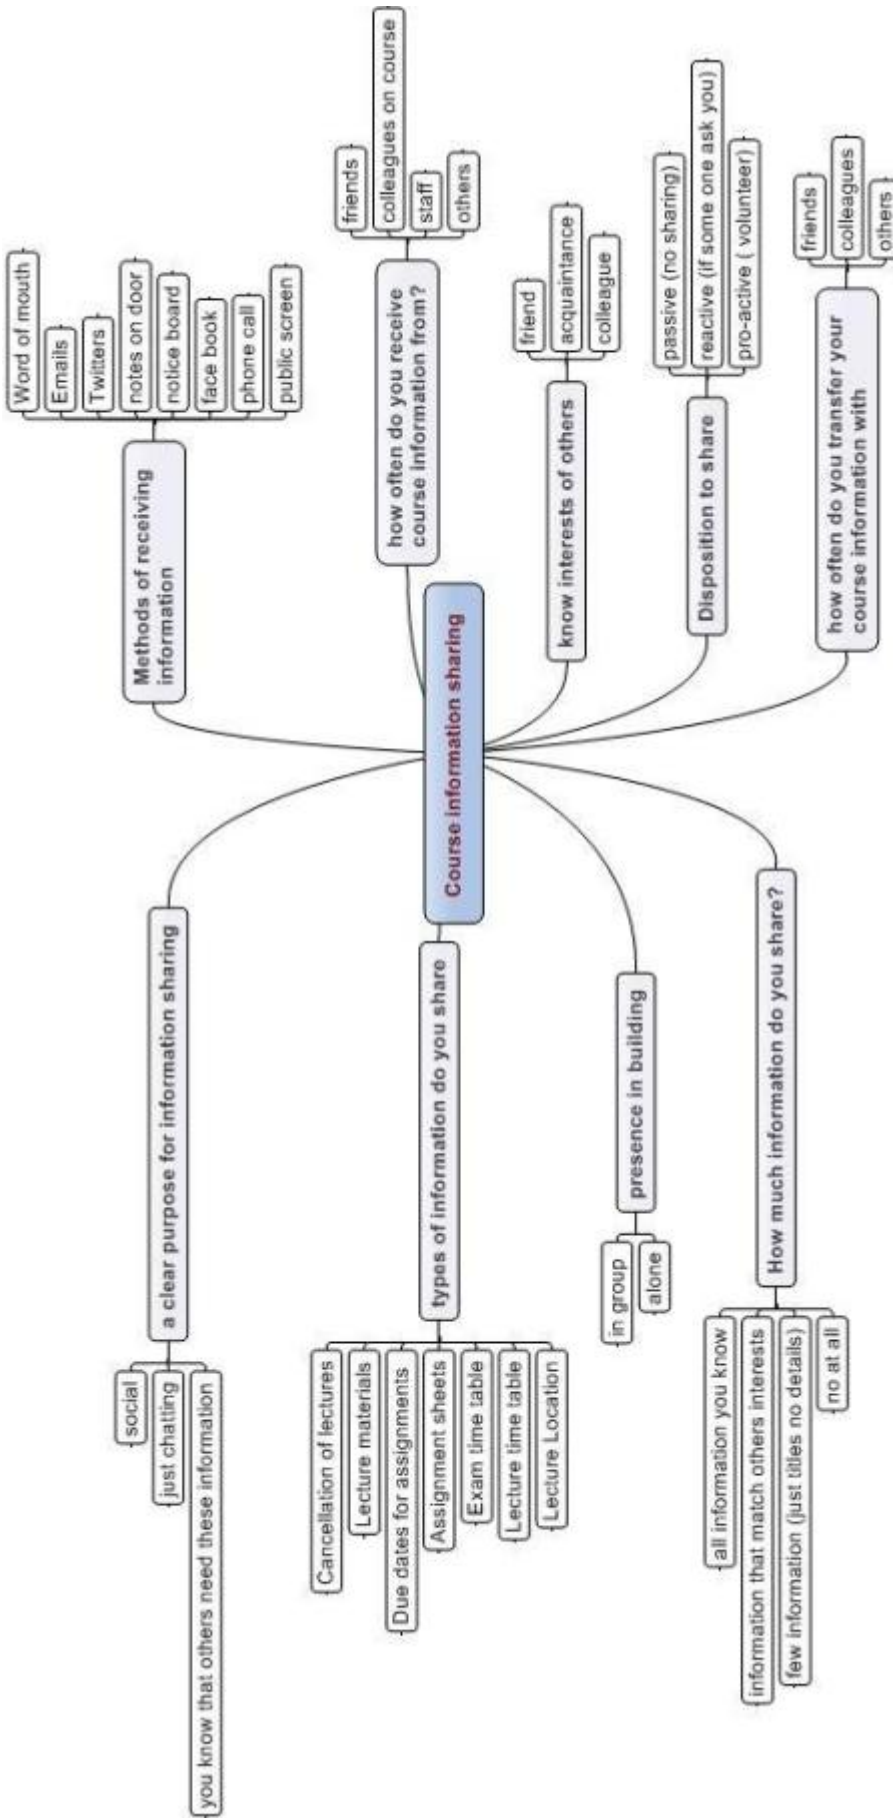 Course information sharing
Methods of receiving
information
Word of mouth
Emails
Twitters
notes on door
notice board
face book
phone call
public screen
how often do you receive
course information from?
friends
colleagues on course
staff
others
know interests of others
friend
acquaintance
colleague
Disposition to share
passive (no sharing)
reactive (if some one ask you)
pro-active ( volunteer)
how often do you transfer your
course information with
friends
colleagues
others
a clear purpose for information sharing
social
just chatting
you know that others need these information
types of information do you share
Cancellation of lectures
Lecture materials
Due dates for assignments
Assignment sheets
Exam time table
Lecture time table
Lecture Location
presence in building
in group
alone
How much information do you share?
all information you know
information that match others interests
few information (just titles no details)
no at all